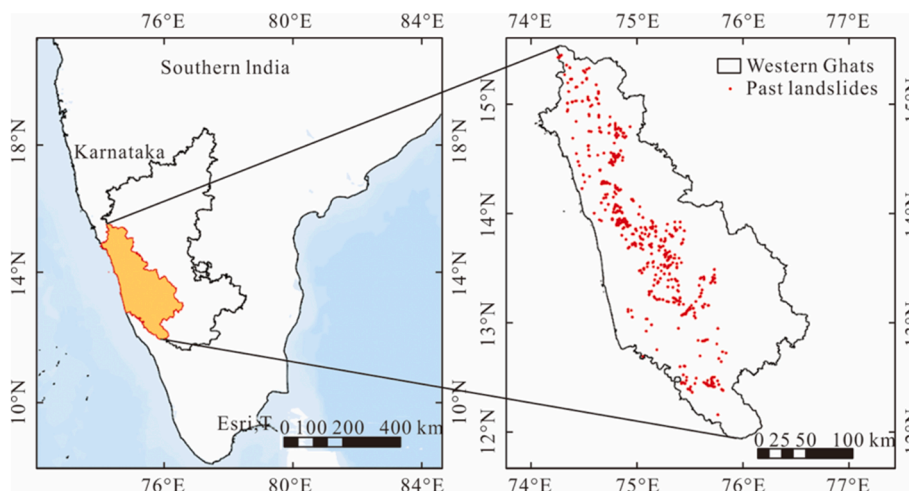 76°E 80°E 84°E
74°E 75°E 76°E 77°E
Southern India
Karnataka
18°N
14°N
10°N
18°N
14°N
10°N
Esri,T
0 100 200 400 km
76°E 80°E 84°E
Western Ghats
Past landslides
15°N
14°N
13°N
12°N
0 25 50 100 km
74°E 75°E 76°E 77°E